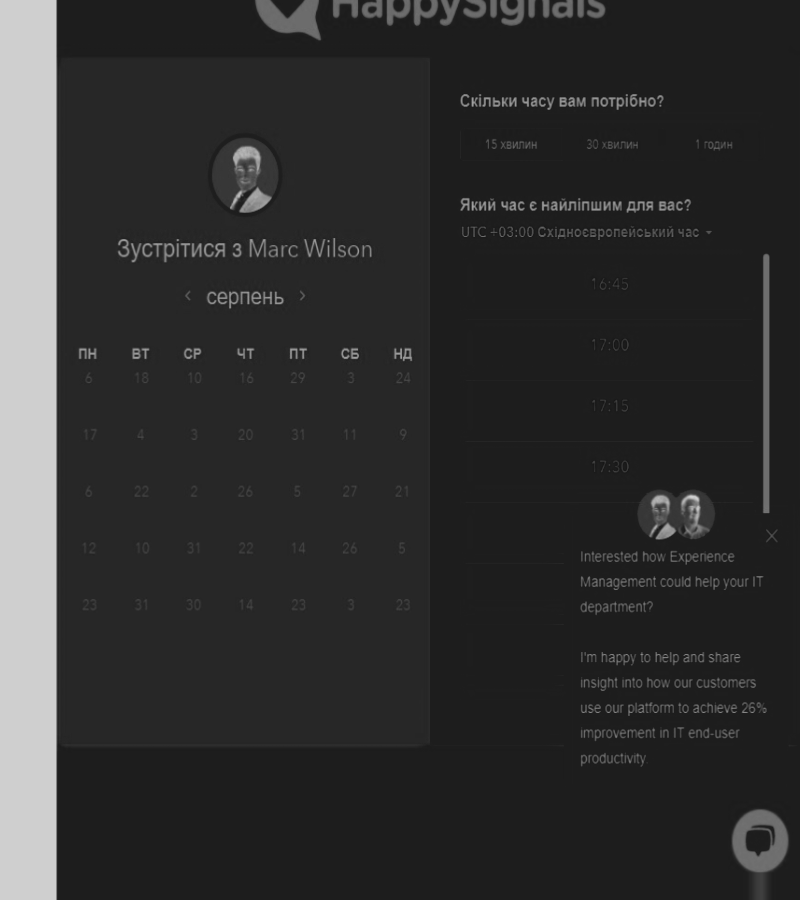 HappySignals
Зустрітися з Marc Wilson
серпень
ПН ВТ СР ЧТ ПТ СБ НД
6 18 10 16 29 3 24
17 4 3 20 31 11 9
6 22 2 26 5 27 21
12 10 31 22 14 26 5
23 31 30 14 23 3 23
Скільки часу вам потрібно?
15 хвилин 30 хвилин 1 годин
Який час є найліпшим для вас?
UTC +03:00 Східноєвропейський час
16:45
17:00
17:15
17:30
Interested how Experience
Management could help your IT
department?
I'm happy to help and share
insight into how our customers
use our platform to achieve 26%
improvement in IT end-user
productivity.